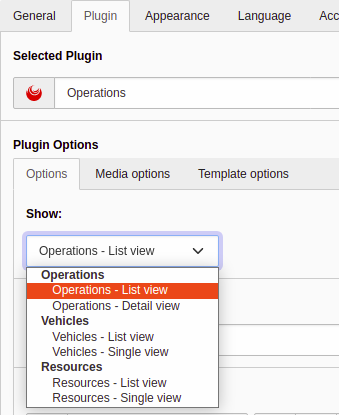 General Plugin Appearance Language Acc
Selected Plugin
Operations
Plugin Options
Options Media options Template options
Show:
Operations - List view
Operations
Operations - List view
Operations - Detail view
Vehicles
Vehicles - List view
Vehicles - Single view
Resources
Resources - List view
Resources - Single view